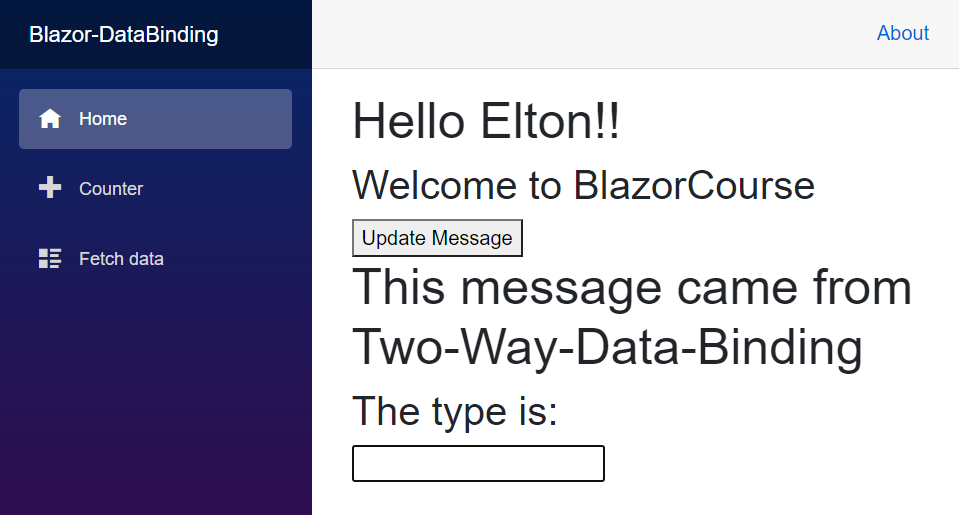 Blazor-DataBinding
About
Home
Counter
Fetch data
Hello Elton!!
Welcome to BlazorCourse
Update Message
This message came from
Two-Way-Data-Binding
The type is: